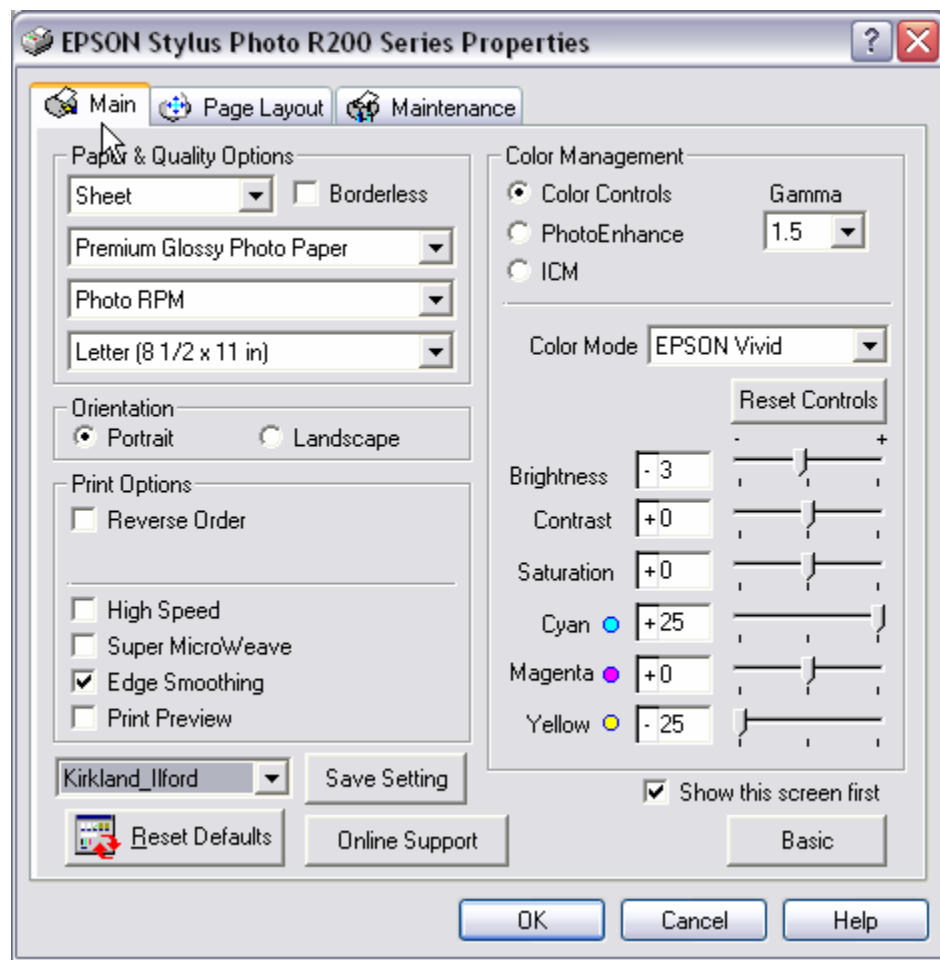 EPSON Stylus Photo R200 Series Properties
Main Page Layout Maintenance
Paper & Quality Options
Sheet Borderless
Premium Glossy Photo Paper
Photo RPM
Letter (8 1/2 x 11 in)
Orientation
Portrait Landscape
Print Options
Reverse Order
High Speed
Super MicroWeave
Edge Smoothing
Print Preview
Kirkland_Ilford Save Setting
Reset Defaults Online Support
Color Management
Color Controls Gamma
PhotoEnhance 1.5
ICM
Color Mode EPSON Vivid
Reset Controls
- +
Brightness - 3
Contrast +0
Saturation +0
Cyan +25
Magenta +0
Yellow - 25
Show this screen first
Basic
OK Cancel Help